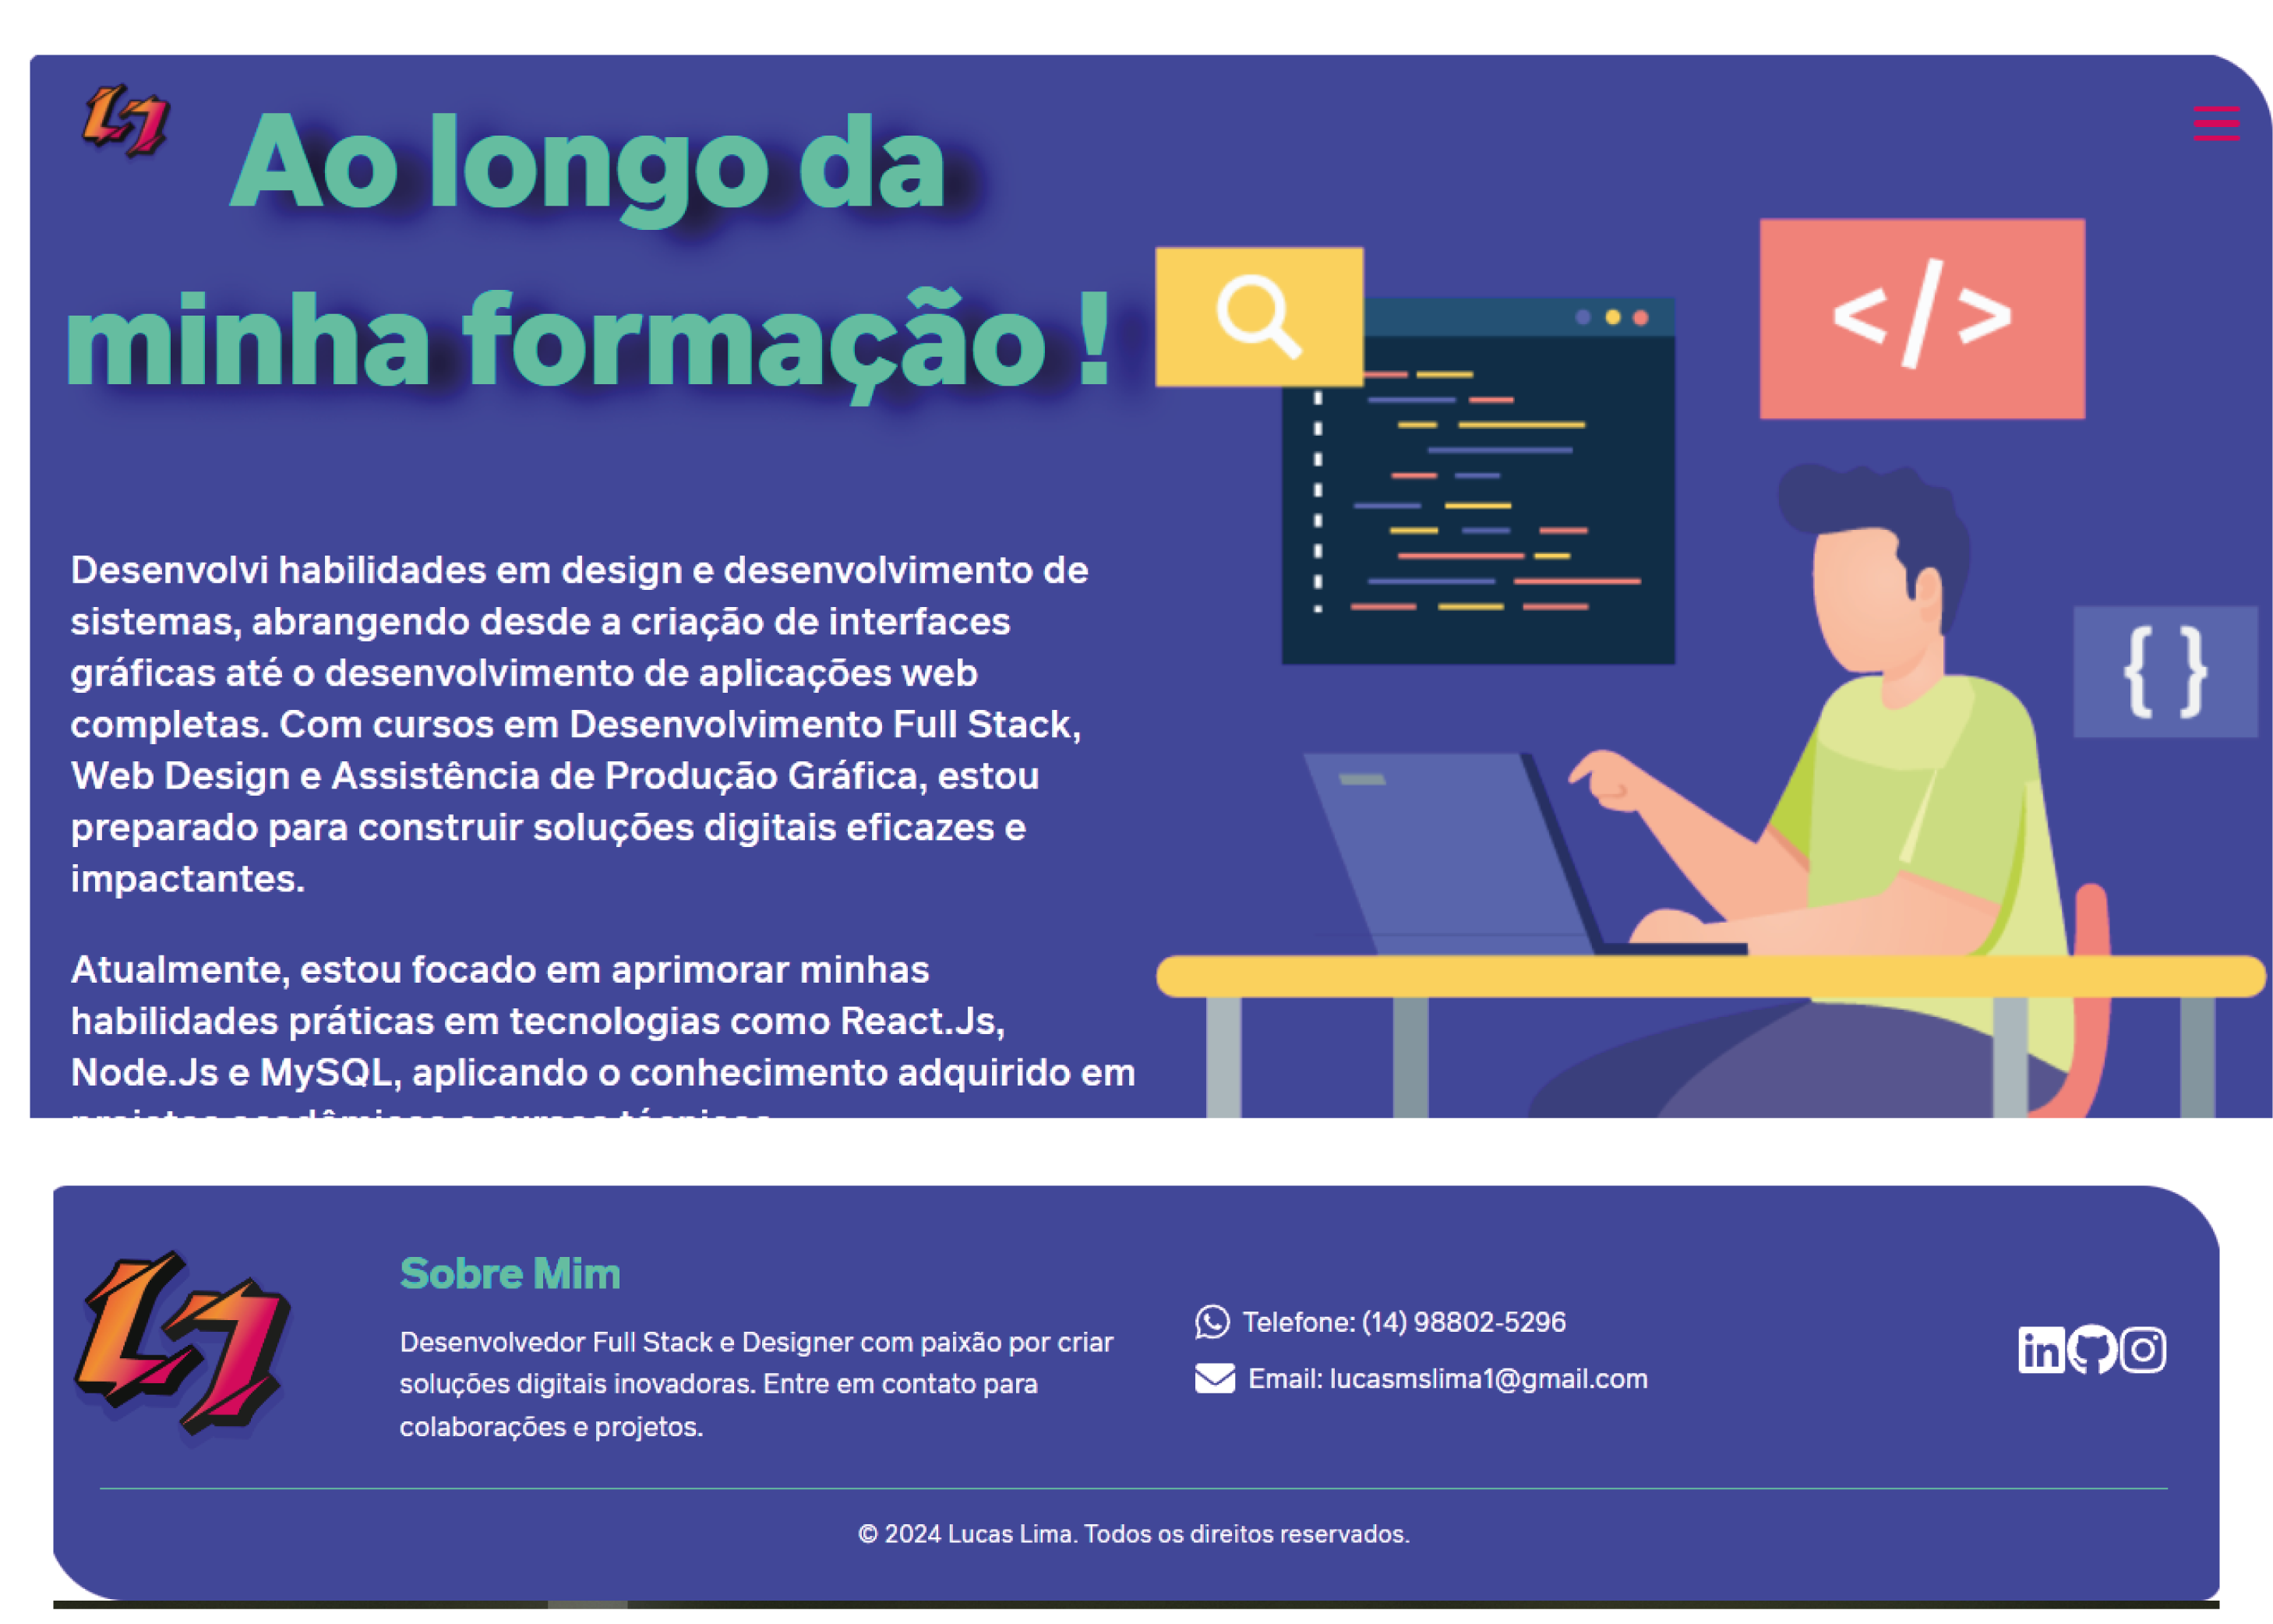 Ao longo da
minha formação !
</>
{ }
Desenvolvi habilidades em design e desenvolvimento de
sistemas, abrangendo desde a criação de interfaces
gráficas até o desenvolvimento de aplicações web
completas. Com cursos em Desenvolvimento Full Stack,
Web Design e Assistência de Produção Gráfica, estou
preparado para construir soluções digitais eficazes e
impactantes.
Atualmente, estou focado em aprimorar minhas
habilidades práticas em tecnologias como React.Js,
Node.Js e MySQL, aplicando o conhecimento adquirido em
projetos acadêmicos e cursos técnicos
Sobre Mim
Desenvolvedor Full Stack e Designer com paixão por criar
soluções digitais inovadoras. Entre em contato para
colaborações e projetos.
Telefone: (14) 98802-5296
Email: lucasmslima1@gmail.com
in
© 2024 Lucas Lima. Todos os direitos reservados.